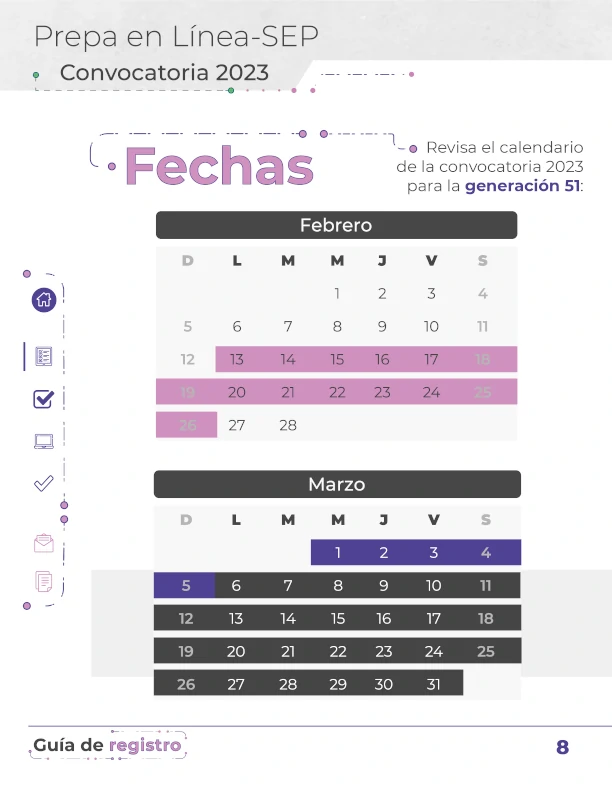 Prepa en Línea-SEP
Convocatoria 2023
Fechas
Revisa el calendario
de la convocatoria 2023
para la generación 51:
Febrero
D L M M J V S
1 2 3 4
5 6 7 8 9 10 11
12 13 14 15 16 17 18
19 20 21 22 23 24 25
26 27 28
Marzo
D L M M J V S
1 2 3 4
5 6 7 8 9 10 11
12 13 14 15 16 17 18
19 20 21 22 23 24 25
26 27 28 29 30 31
Guía de registro
8